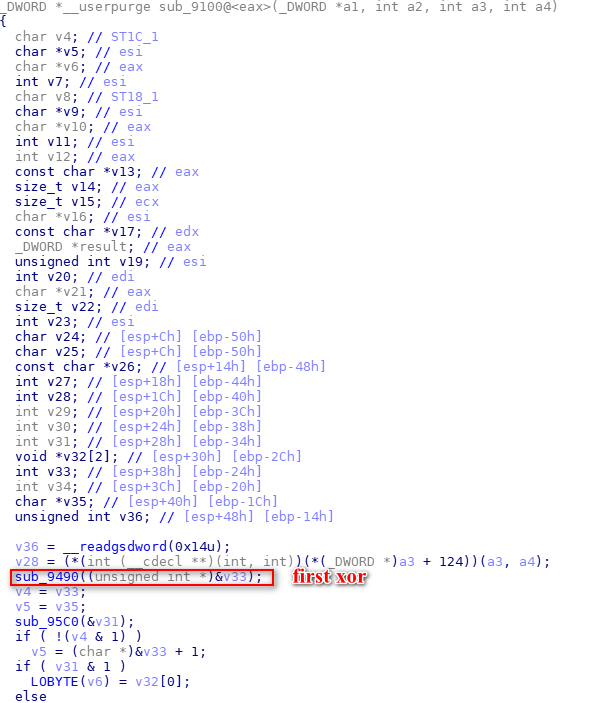 _DWORD *__userpurge sub_9100@<eax>(_DWORD *a1, int a2, int a3, int a4)
{
char v4; // ST1C_1
char *v5; // esi
char *v6; // eax
int v7; // esi
char v8; // ST18_1
char *v9; // esi
char *v10; // eax
int v11; // esi
int v12; // eax
const char *v13; // eax
size_t v14; // eax
size_t v15; // ecx
char *v16; // esi
const char *v17; // edx
_DWORD *result; // eax
unsigned int v19; // esi
int v20; // edi
char *v21; // eax
size_t v22; // edi
int v23; // esi
char v24; // [esp+Ch] [ebp-50h]
char v25; // [esp+Ch] [ebp-50h]
const char *v26; // [esp+14h] [ebp-48h]
int v27; // [esp+18h] [ebp-44h]
int v28; // [esp+1Ch] [ebp-40h]
int v29; // [esp+20h] [ebp-3Ch]
int v30; // [esp+24h] [ebp-38h]
int v31; // [esp+28h] [ebp-34h]
void *v32[2]; // [esp+30h] [ebp-2Ch]
int v33; // [esp+38h] [ebp-24h]
int v34; // [esp+3Ch] [ebp-20h]
char *v35; // [esp+40h] [ebp-1Ch]
unsigned int v36; // [esp+48h] [ebp-14h]
v36 = __readgsdword(0x14u);
v28 = (*(int (__cdecl **)(int, int))(*(_DWORD *)a3 + 124))(a3, a4);
sub_9490((unsigned int *)&v33); first xor
v4 = v33;
v5 = v35;
sub_95C0(&v31);
if ( !(v4 & 1) )
v5 = (char *)&v33 + 1;
if ( v31 & 1 )
LOBYTE(v6) = v32[0];
else